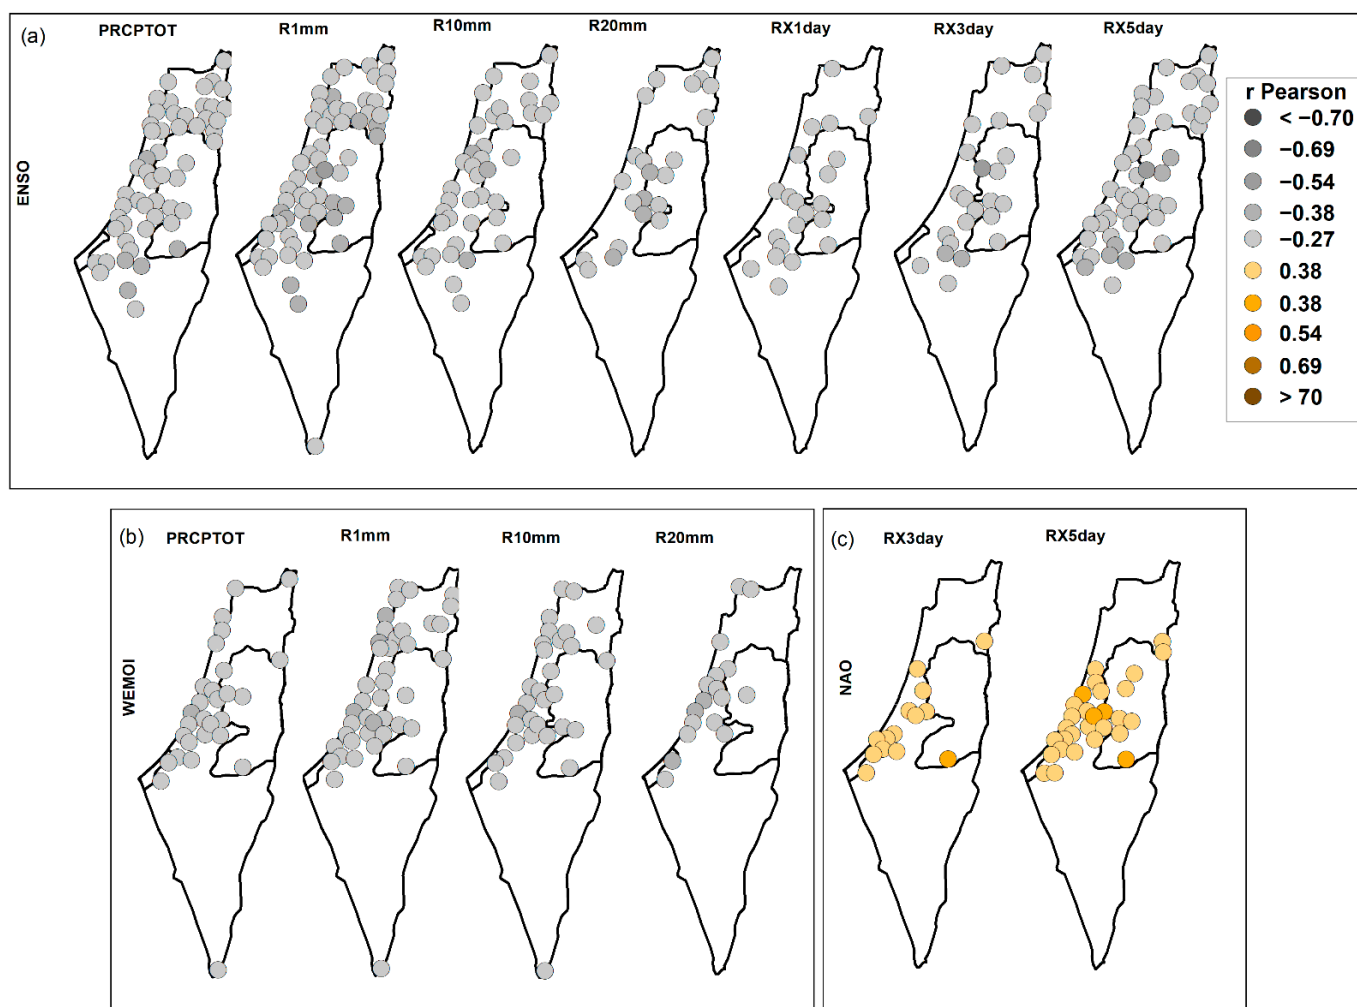 (a)
PRCPTOT R1mm R10mm R20mm RX1day RX3day RX5day
ENSO
r Pearson
< −0.70
−0.69
−0.54
−0.38
−0.27
0.38
0.38
0.54
0.69
> 70
(b)
PRCPTOT R1mm R10mm R20mm
WEMOI
(c)
RX3day RX5day
NAO